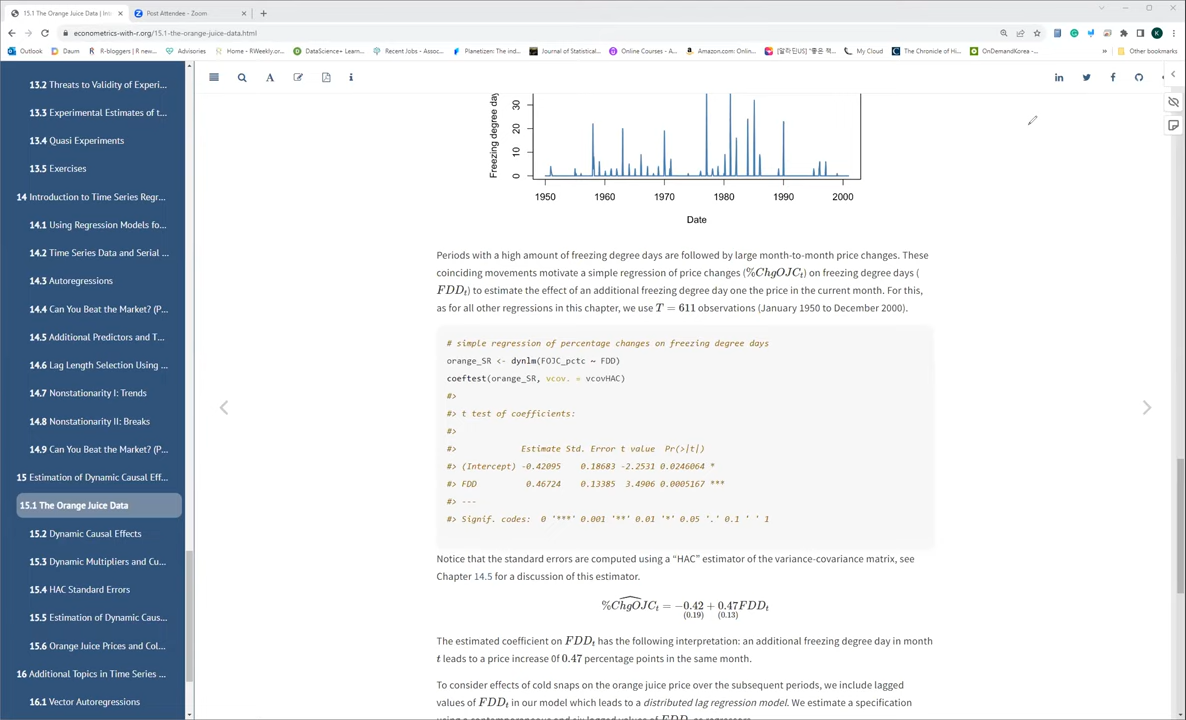 15.1 The Orange Juice Data | Int
Post Attendee - Zoom
econometrics-with-r.org/15.1-the-orange-juice-data.html
K
Outlook
Daum
R-bloggers | R new...
Advisories
Home - RWeekly.or...
DataScience+ Lear...
Recent Jobs - Assoc...
Planetizen: The ind...
Journal of Statistical...
Online Courses - A...
Amazon.com: Onlin...
My Cloud
The Chronicle of Hi...
OnDemandKorea -...
Other bookmarks
13.2 Threats to Validity of Experi...
13.3 Experimental Estimates of t...
13.4 Quasi Experiments
13.5 Exercises
14 Introduction to Time Series Regr...
14.1 Using Regression Models fo...
14.2 Time Series Data and Serial ...
14.3 Autoregressions
14.4 Can You Beat the Market? (P...
14.5 Additional Predictors and T...
14.6 Lag Length Selection Using ...
14.7 Nonstationarity I: Trends
14.8 Nonstationarity II: Breaks
14.9 Can You Beat the Market? (P...
15 Estimation of Dynamic Causal Eff...
15.1 The Orange Juice Data
15.2 Dynamic Causal Effects
15.3 Dynamic Multipliers and Cu...
15.4 HAC Standard Errors
15.5 Estimation of Dynamic Caus...
15.6 Orange Juice Prices and Col...
16 Additional Topics in Time Series ...
16.1 Vector Autoregressions
Freezing degree day
30
20
10
0
1950 1960 1970 1980 1990 2000
Date
Periods with a high amount of freezing degree days are followed by large month-to-month price changes. These
coinciding movements motivate a simple regression of price changes (%ChgOJC_t) on freezing degree days (
FDD_t) to estimate the effect of an additional freezing degree day one the price in the current month. For this,
as for all other regressions in this chapter, we use T = 611 observations (January 1950 to December 2000).
# simple regression of percentage changes on freezing degree days
orange_SR <- dynlm(FOJC_pctc ~ FDD)
coeftest(orange_SR, vcov. = vcovHAC)
#>
#> t test of coefficients:
#>
#> Estimate Std. Error t value Pr(>|t|)
#> (Intercept) -0.42095 0.18683 -2.2531 0.0246064 *
#> FDD 0.46724 0.13385 3.4906 0.0005167 ***
#> ---
#> Signif. codes: 0 '***' 0.001 '**' 0.01 '*' 0.05 '.' 0.1 ' ' 1
Notice that the standard errors are computed using a “HAC” estimator of the variance-covariance matrix, see
Chapter 14.5 for a discussion of this estimator.
%ChgOJC_t = −0.42 + 0.47FDD_t
(0.19) (0.13)
The estimated coefficient on FDD_t has the following interpretation: an additional freezing degree day in month
t leads to a price increase 0f 0.47 percentage points in the same month.
To consider effects of cold snaps on the orange juice price over the subsequent periods, we include lagged
values of FDD_t in our model which leads to a distributed lag regression model. We estimate a specification
using a contemporaneous and six lagged values of FDD_t as regressors